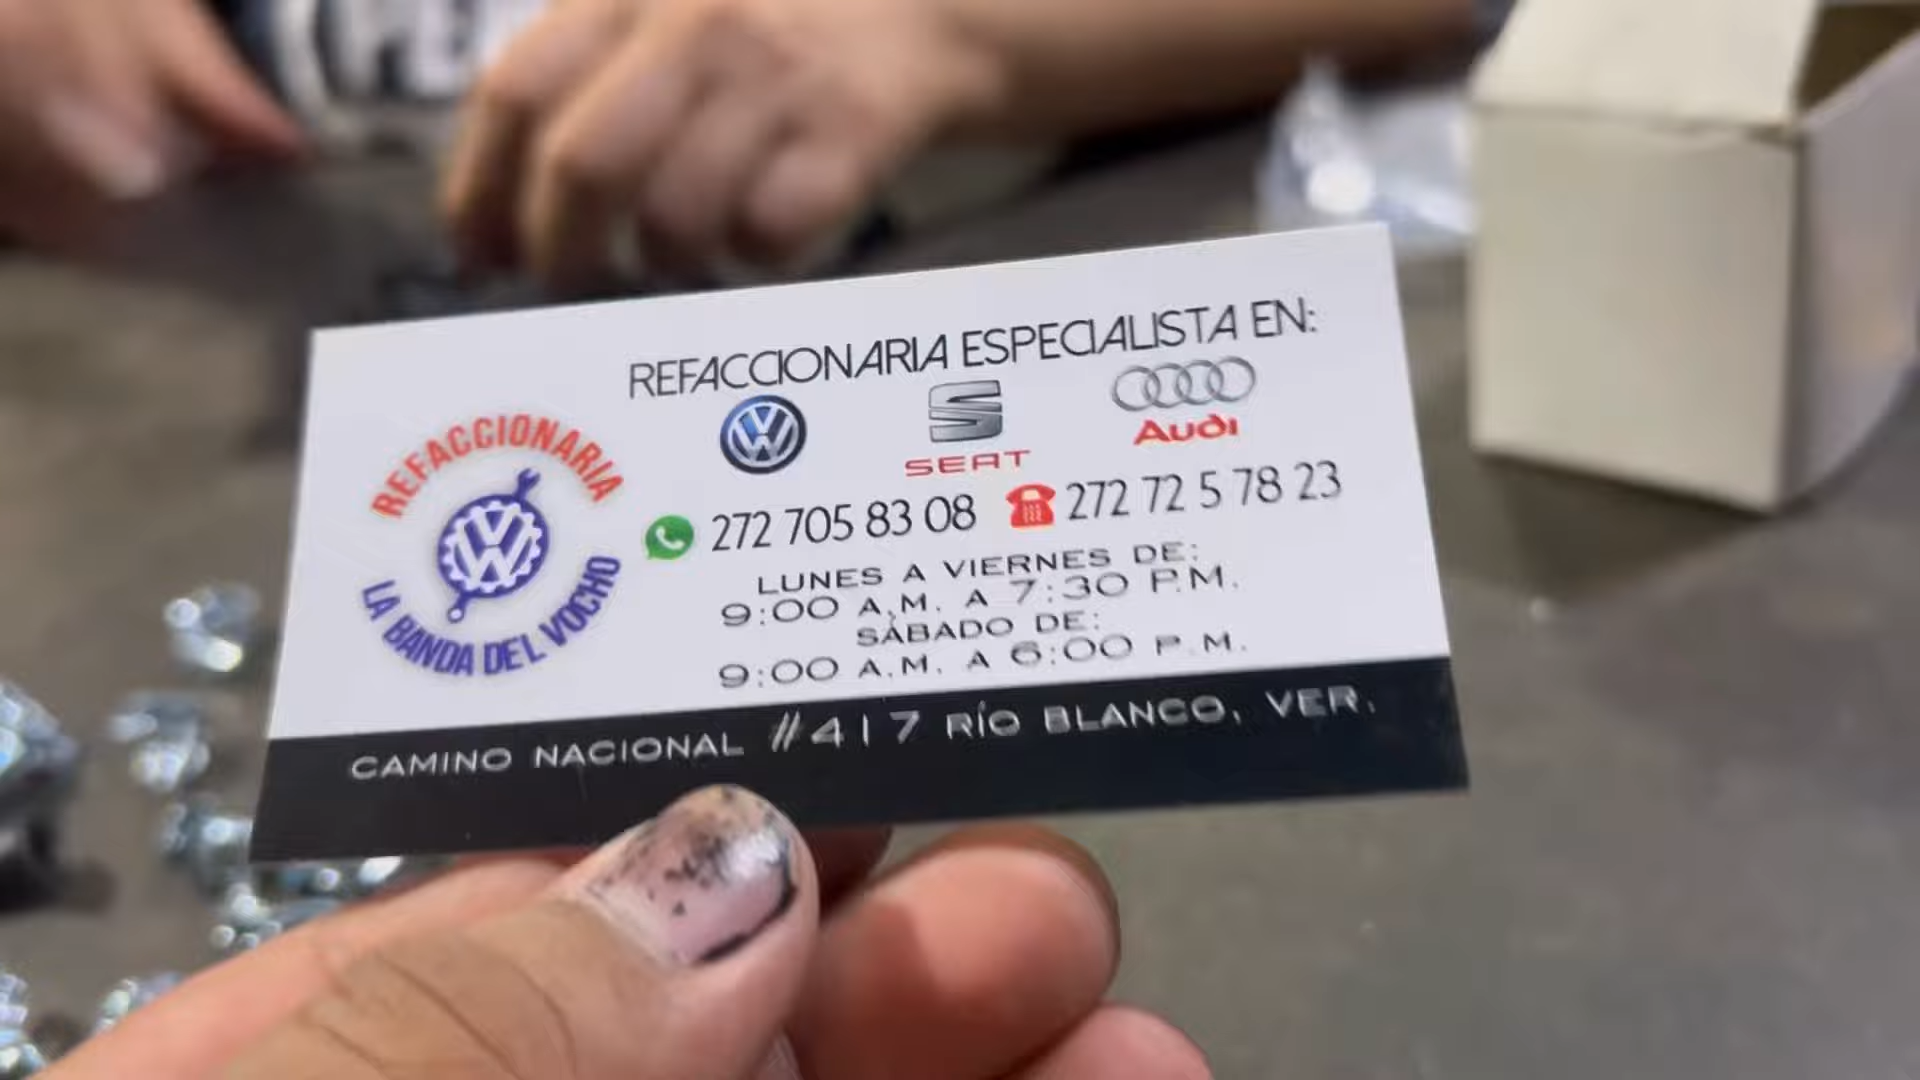 REFACCIONARIA ESPECIALISTA EN:
SEAT
Audi
REFACCIONARIA
LA BANDA DEL VOCHO
272 705 83 08
272 72 5 78 23
LUNES A VIERNES DE:
9:00 A.M. A 7:30 P.M.
SÁBADO DE:
9:00 A.M. A 6:00 P.M.
CAMINO NACIONAL #417 RÍO BLANCO, VER.